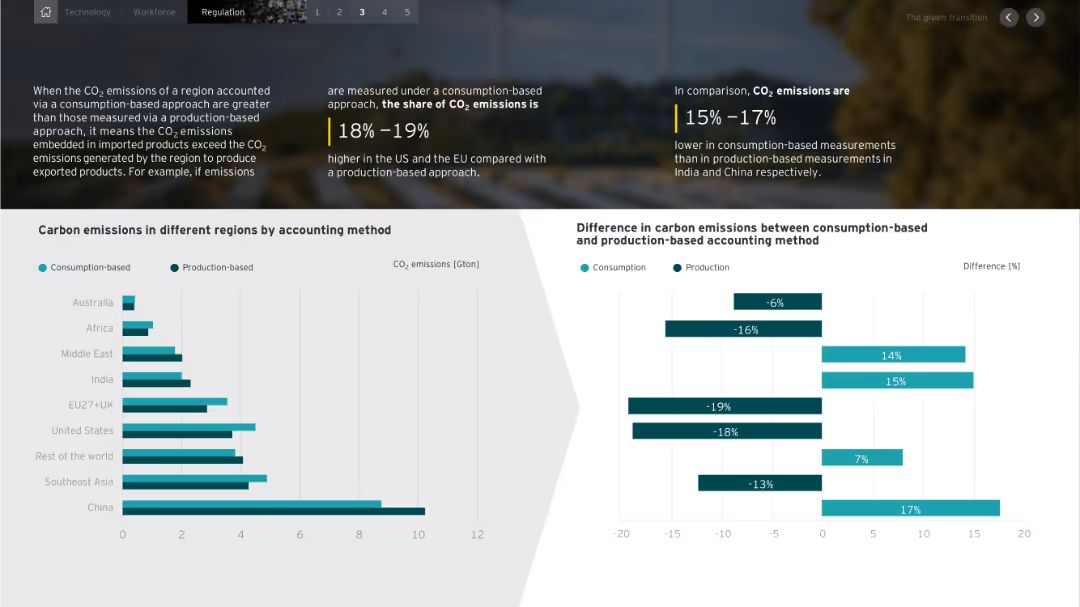 Technology Workforce Regulation 1 2 3 4 5
The green transition
When the CO₂ emissions of a region accounted
via a consumption-based approach are greater
than those measured via a production-based
approach, it means the CO₂ emissions
embedded in imported products exceed the CO₂
emissions generated by the region to produce
exported products. For example, if emissions
are measured under a consumption-based
approach, the share of CO₂ emissions is
18% –19%
higher in the US and the EU compared with
a production-based approach.
In comparison, CO₂ emissions are
15% –17%
lower in consumption-based measurements
than in production-based measurements in
India and China respectively.
Carbon emissions in different regions by accounting method
Consumption-based Production-based
CO₂ emissions [Gton]
Australia
Africa
Middle East
India
EU27+UK
United States
Rest of the world
Southeast Asia
China
0 2 4 6 8 10 12
Difference in carbon emissions between consumption-based
and production-based accounting method
Consumption Production
Difference [%]
-6%
-16%
14%
15%
-19%
-18%
7%
-13%
17%
-20 -15 -10 -5 0 5 10 15 20